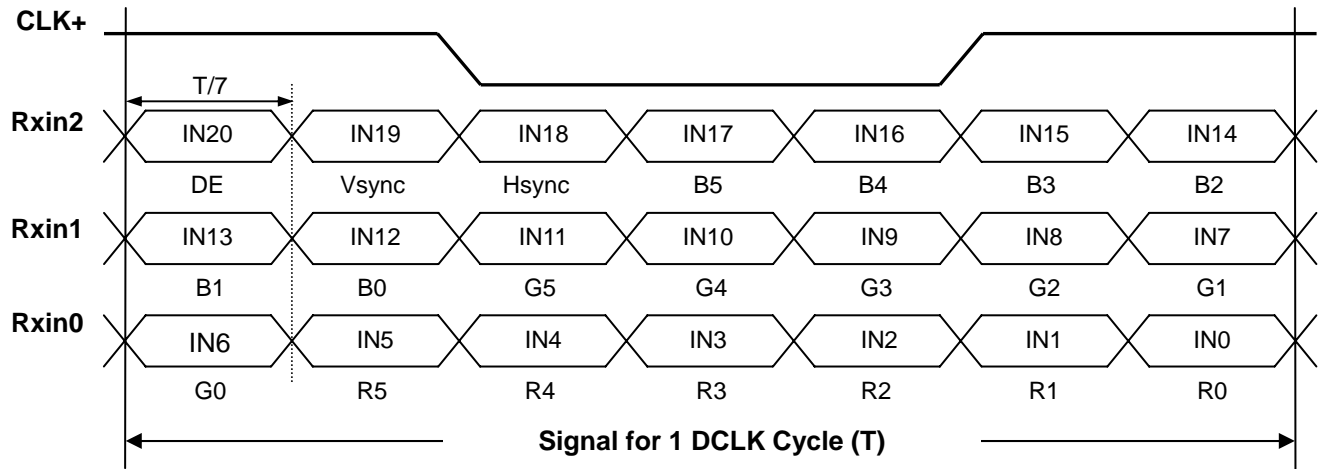 CLK+
T/7
Rxin2 IN20 IN19 IN18 IN17 IN16 IN15 IN14
DE Vsync Hsync B5 B4 B3 B2
Rxin1 IN13 IN12 IN11 IN10 IN9 IN8 IN7
B1 B0 G5 G4 G3 G2 G1
Rxin0 IN6 IN5 IN4 IN3 IN2 IN1 IN0
G0 R5 R4 R3 R2 R1 R0
Signal for 1 DCLK Cycle (T)